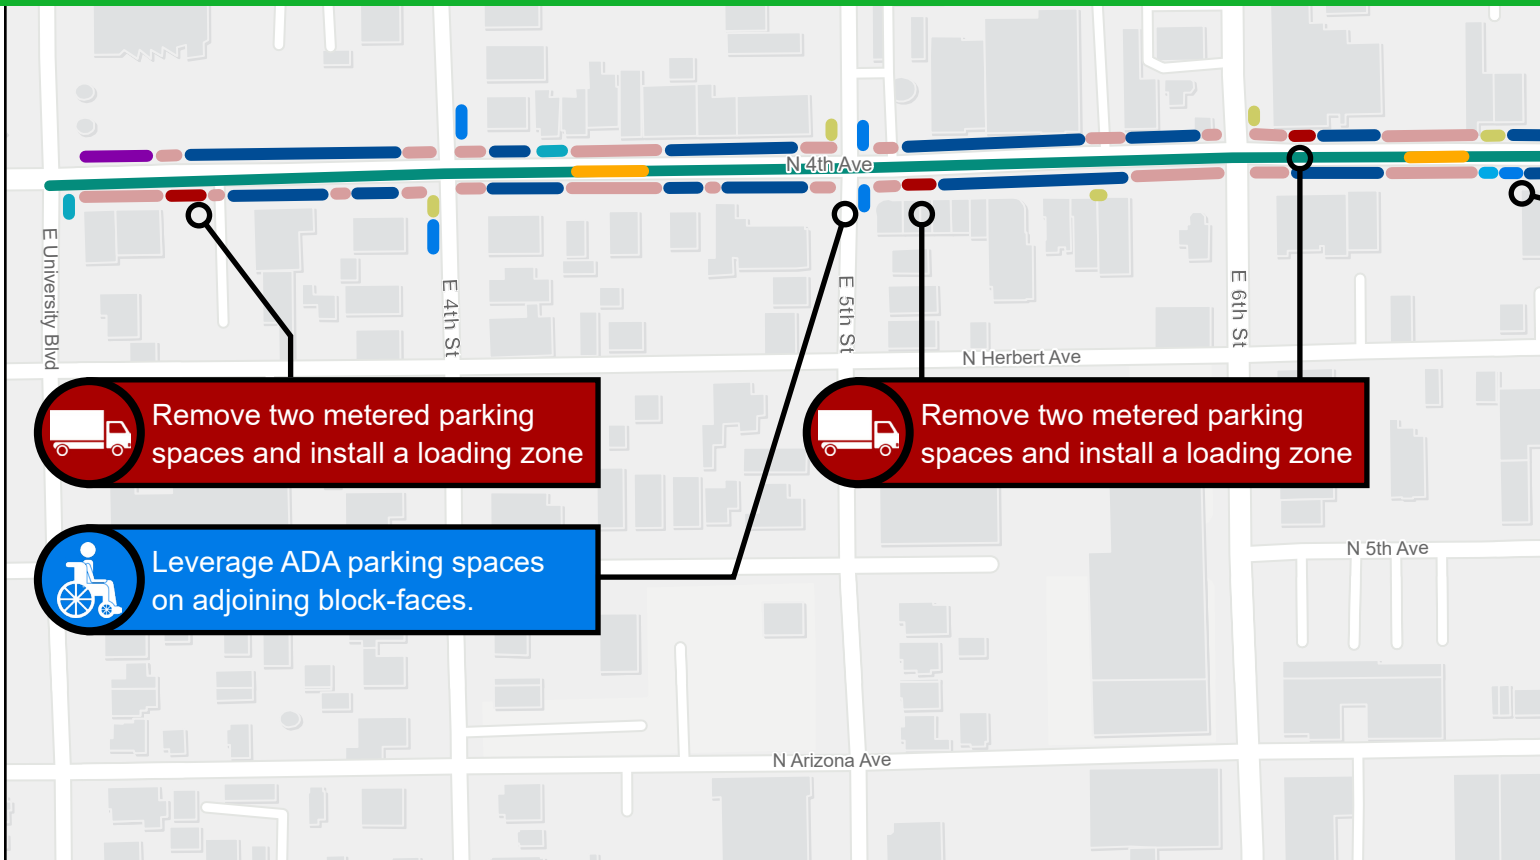 N 4th Ave
E University Blvd
E 4th St
E 5th St
E 6th St
N Herbert Ave
Remove two metered parking
spaces and install a loading zone
Remove two metered parking
spaces and install a loading zone
N 5th Ave
Leverage ADA parking spaces
on adjoining block-faces.
N Arizona Ave